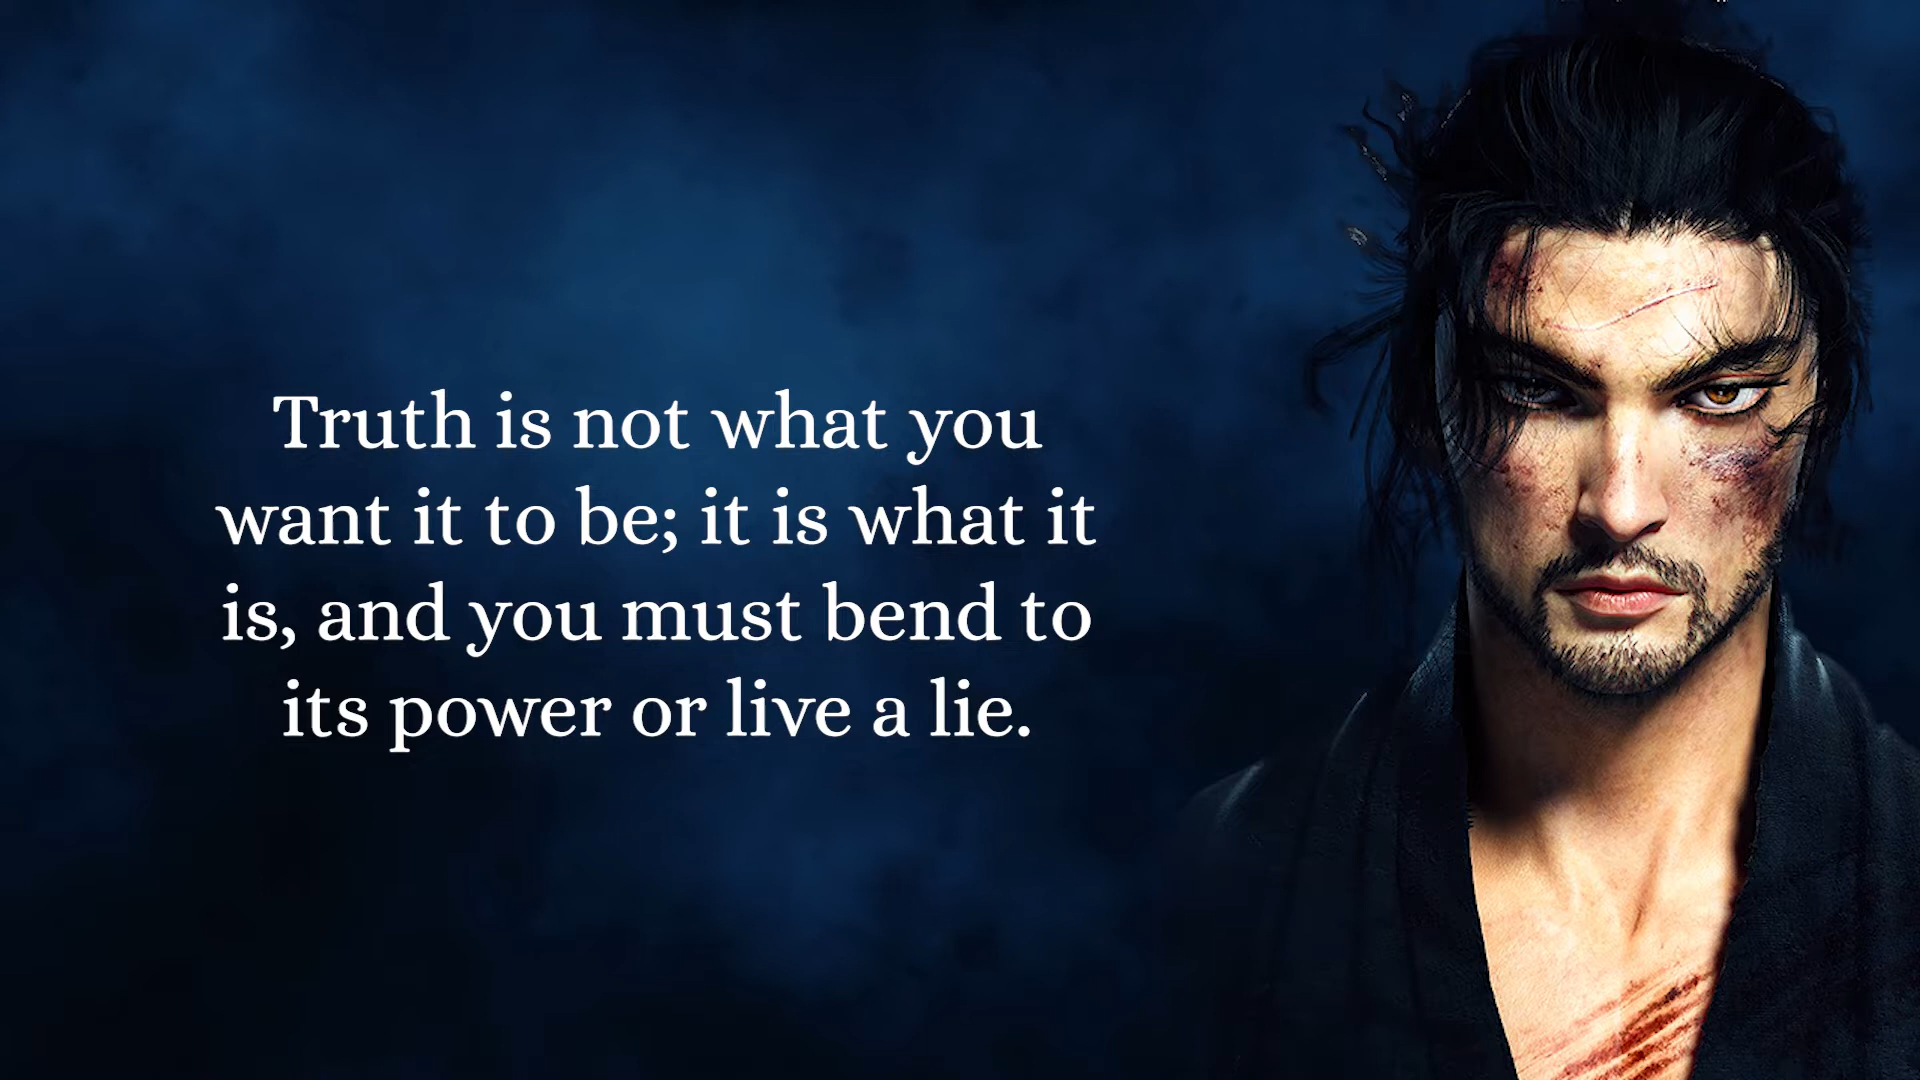 Truth is not what you
want it to be; it is what it
is, and you must bend to
its power or live a lie.